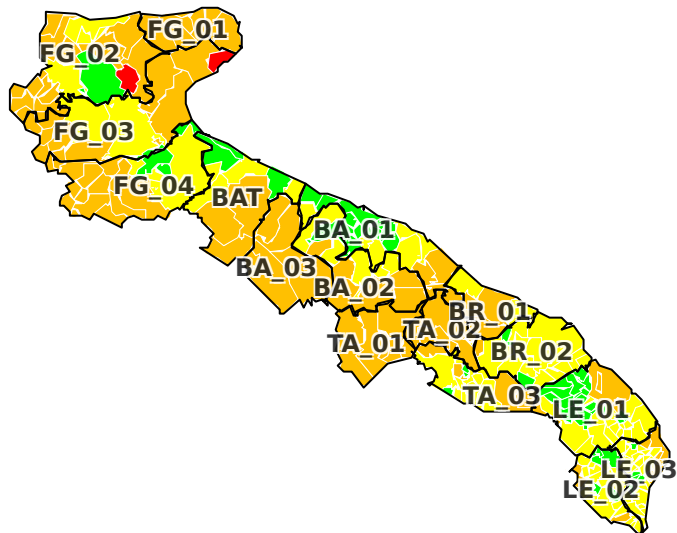 FG_01
FG_02
FG_03
FG_04
BAT
BA_01
BA_03
BA_02
BR_01
TA_02
TA_01
BR_02
TA_03
LE_01
LE_03
LE_02